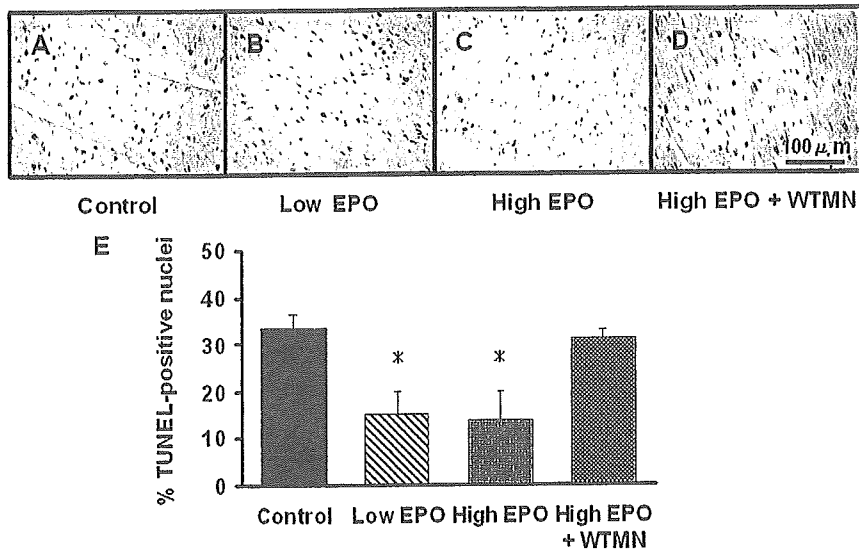 A B C D
100 μm
Control Low EPO High EPO High EPO + WTMN
E
% TUNEL-positive nuclei
50
40
30
20
10
0
* *
Control Low EPO High EPO High EPO
+ WTMN